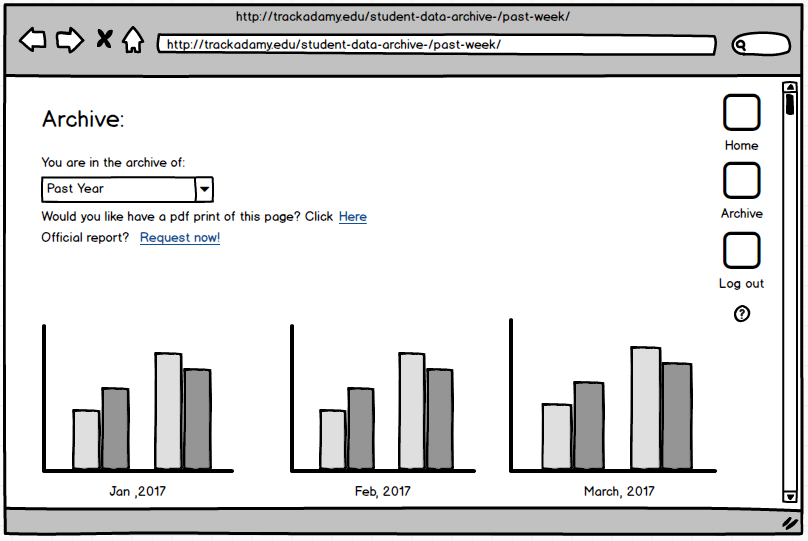 http://trackadamy.edu/student-data-archive-/past-week/
http://trackadamy.edu/student-data-archive-/past-week/
Archive:
You are in the archive of:
Past Year
Would you like have a pdf print of this page? Click Here
Official report? Request now!
Home
Archive
Log out
?
Jan ,2017
Feb, 2017
March, 2017